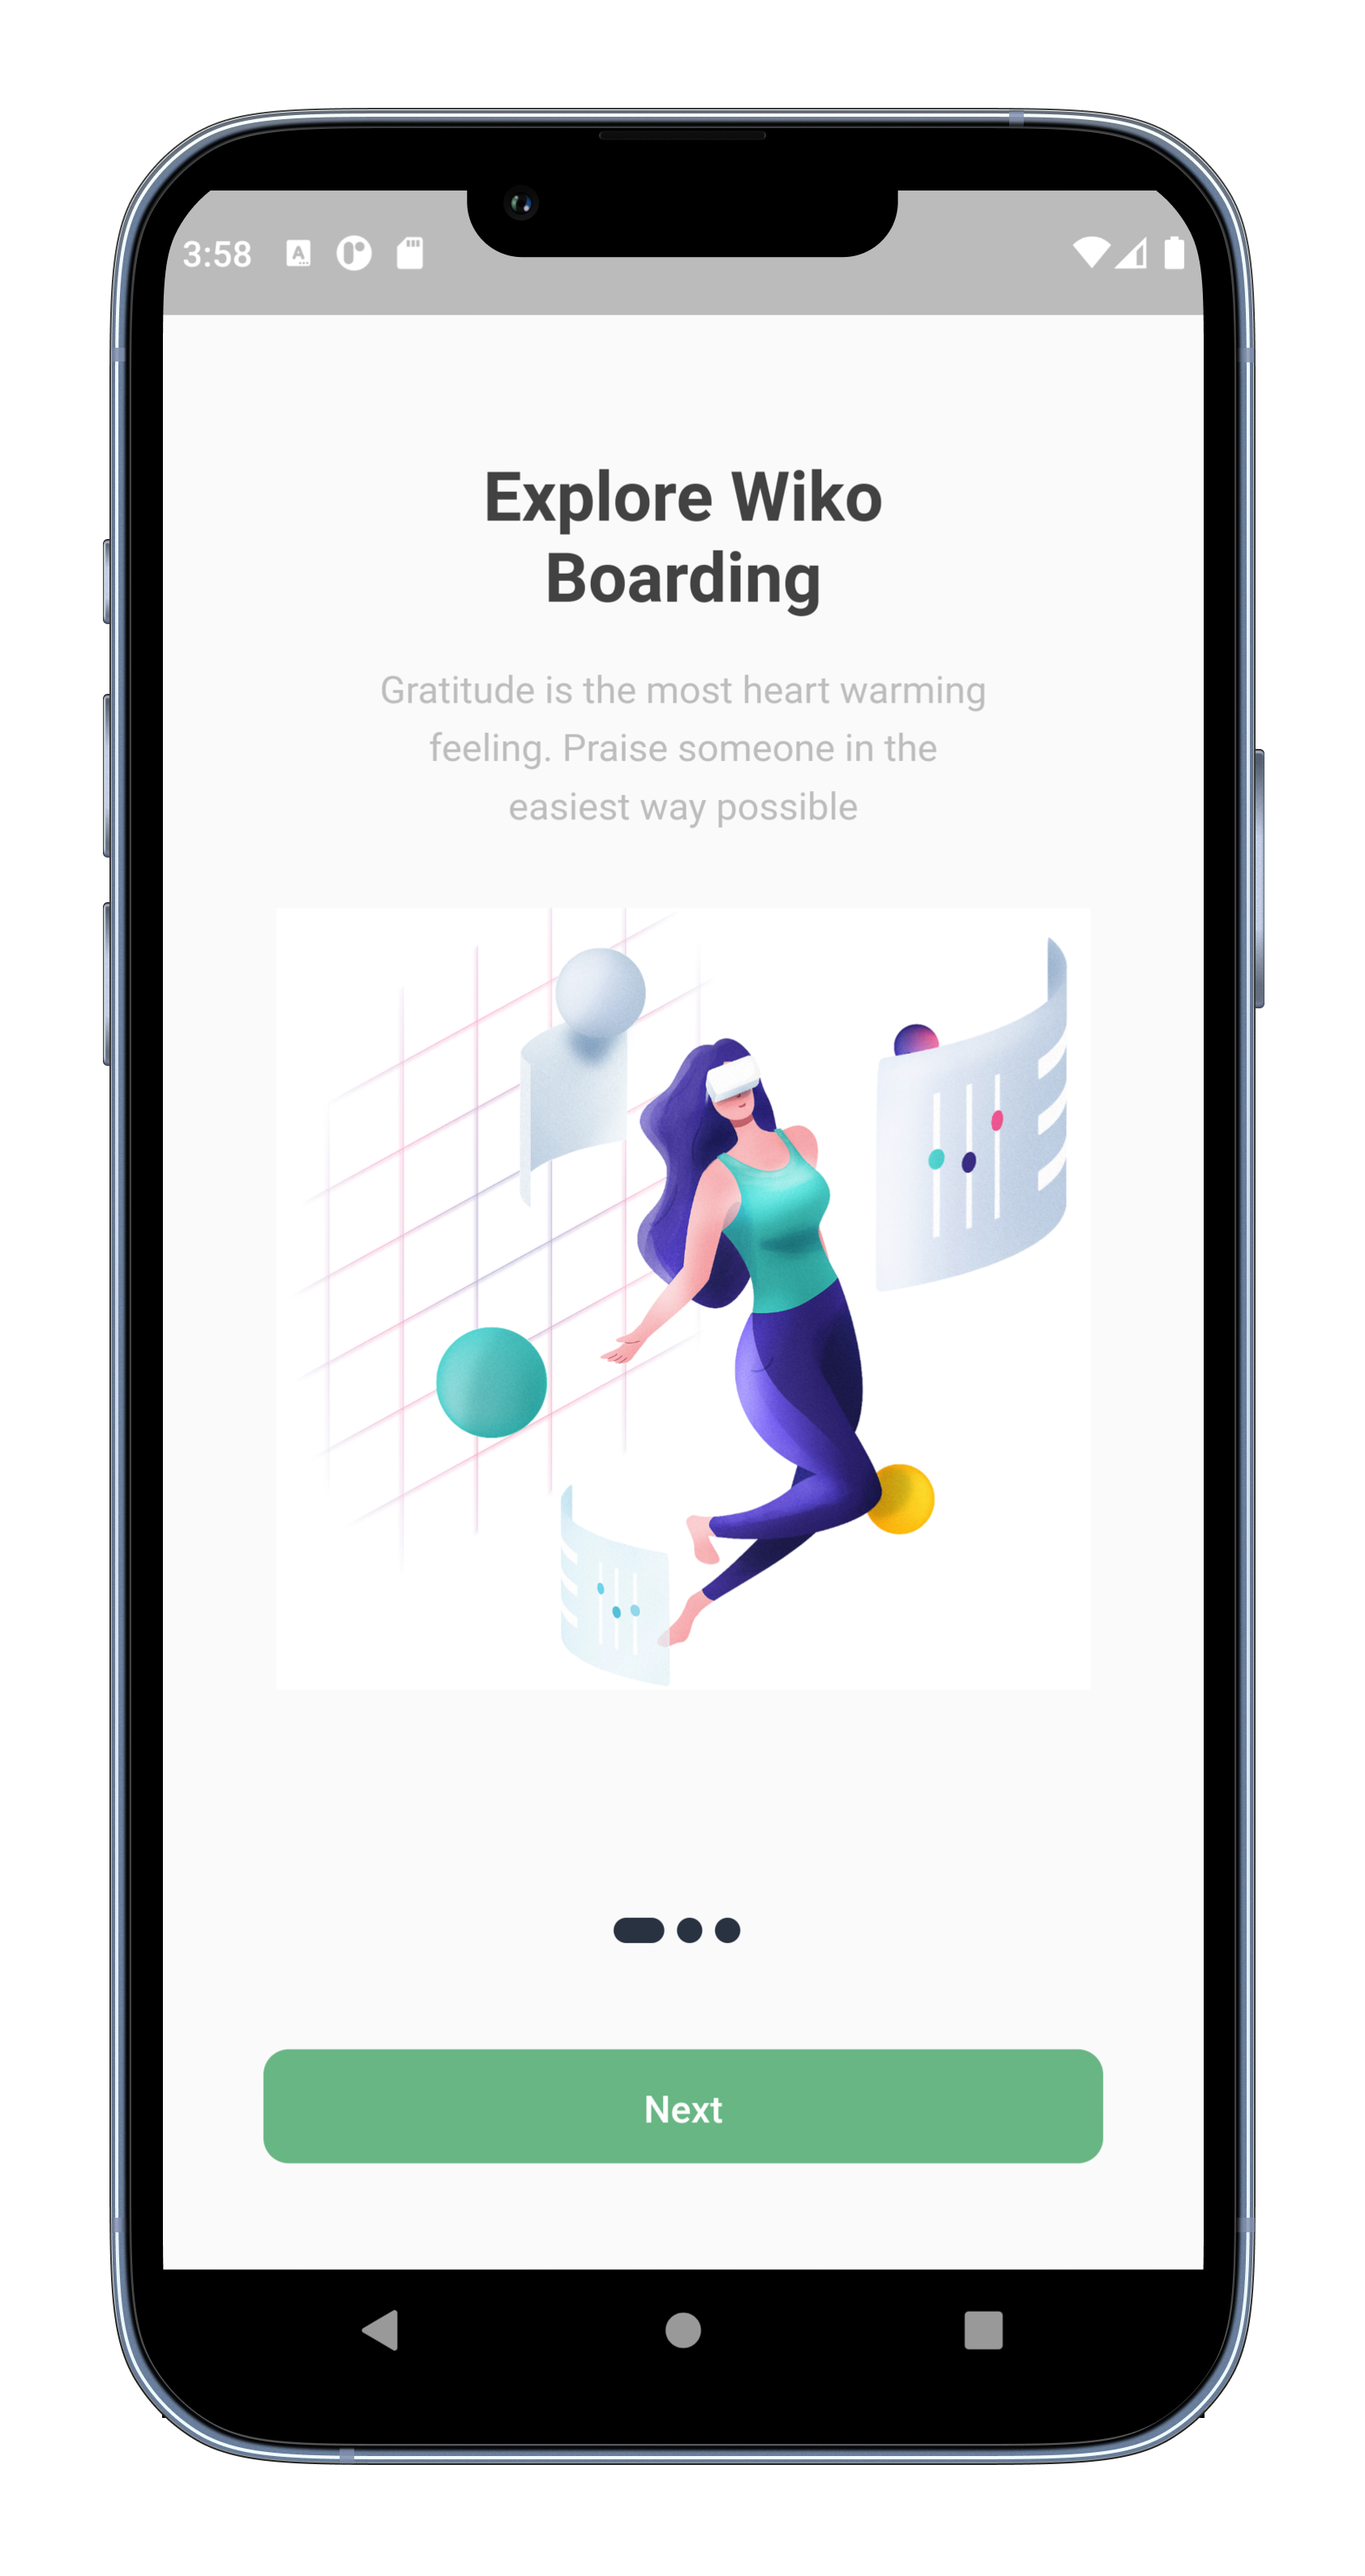 3:58
Explore Wiko
Boarding
Gratitude is the most heart warming
feeling. Praise someone in the
easiest way possible
Next